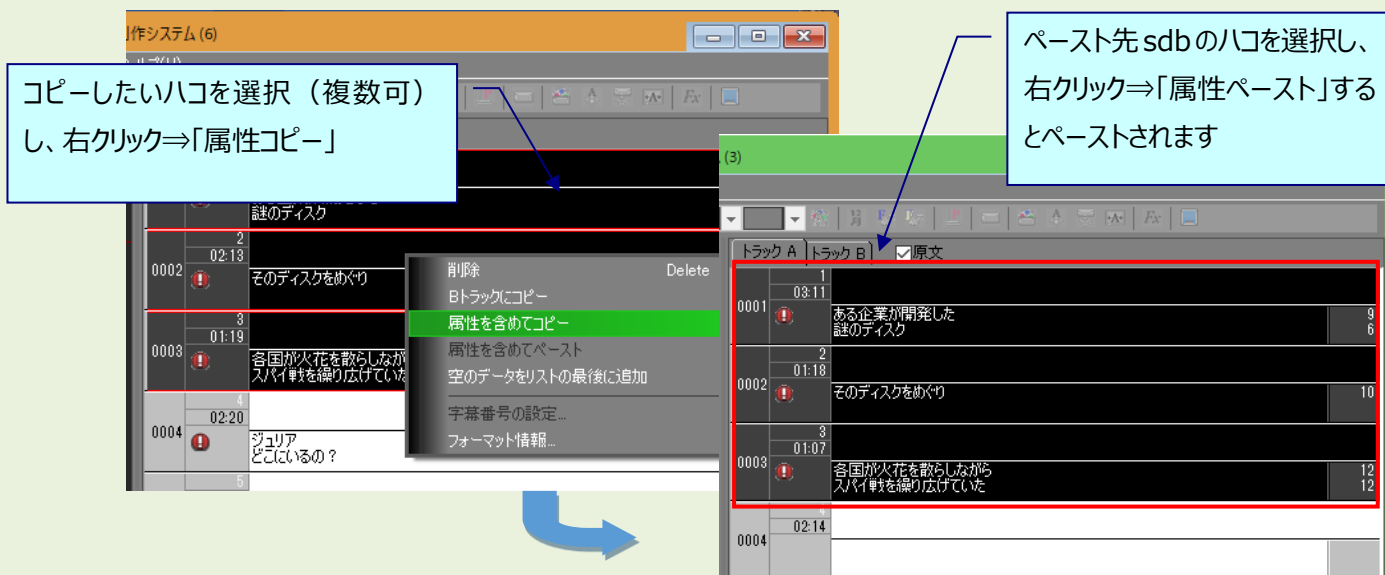 作システム (6)
コピーしたいハコを選択（複数可）
し、右クリック⇒「属性コピー」
ペースト先 sdb のハコを選択し、
右クリック⇒「属性ペースト」する
とペーストされます
謎のディスク
2
02:13
0002
そのディスクをめぐり
3
01:19
0003
各国が火花を散らしなが
スパイ戦を繰り広げていた
4
02:20
0004
ジュリア
どこにいるの？
5
削除 Delete
Bトラックにコピー
属性を含めてコピー
属性を含めてペースト
空のデータをリストの最後に追加
字幕番号の設定...
フォーマット情報...
(3)
トラック A トラック B 原文
1
03:11
0001
ある企業が開発した 9
謎のディスク 6
2
01:18
0002
そのディスクをめぐり 10
3
01:07
0003
各国が火花を散らしながら 12
スパイ戦を繰り広げていた 12
4
02:14
0004